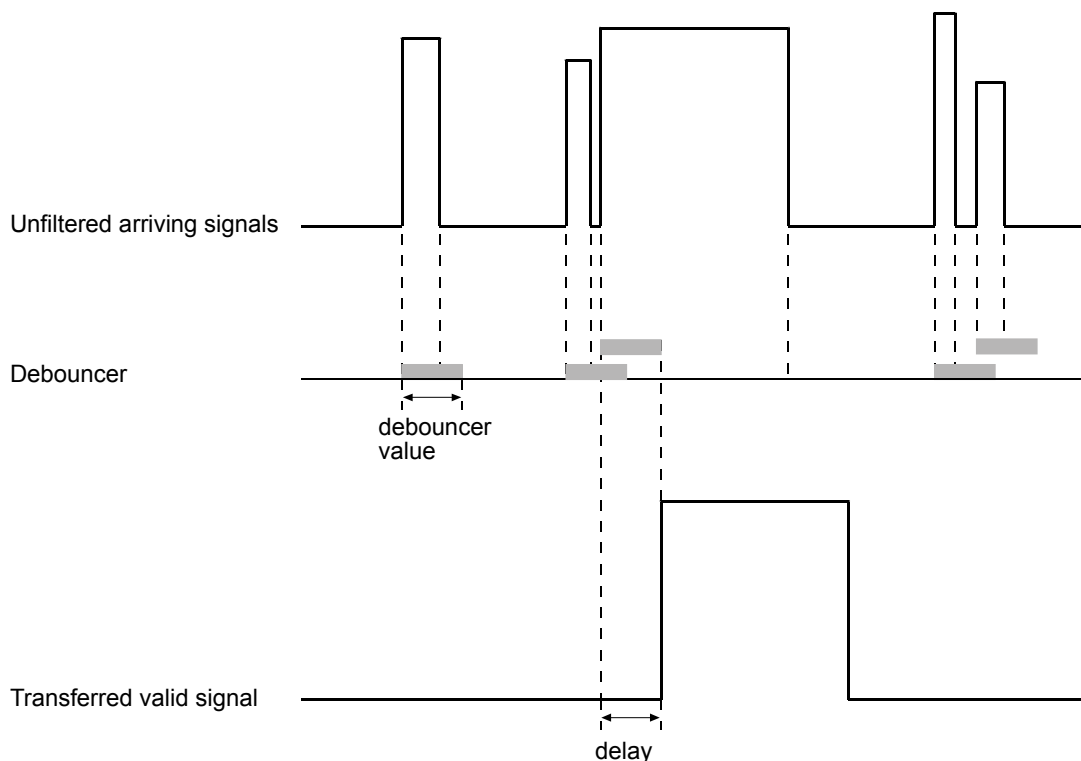 Unfiltered arriving signals
Debouncer
debouncer
value
Transferred valid signal
delay